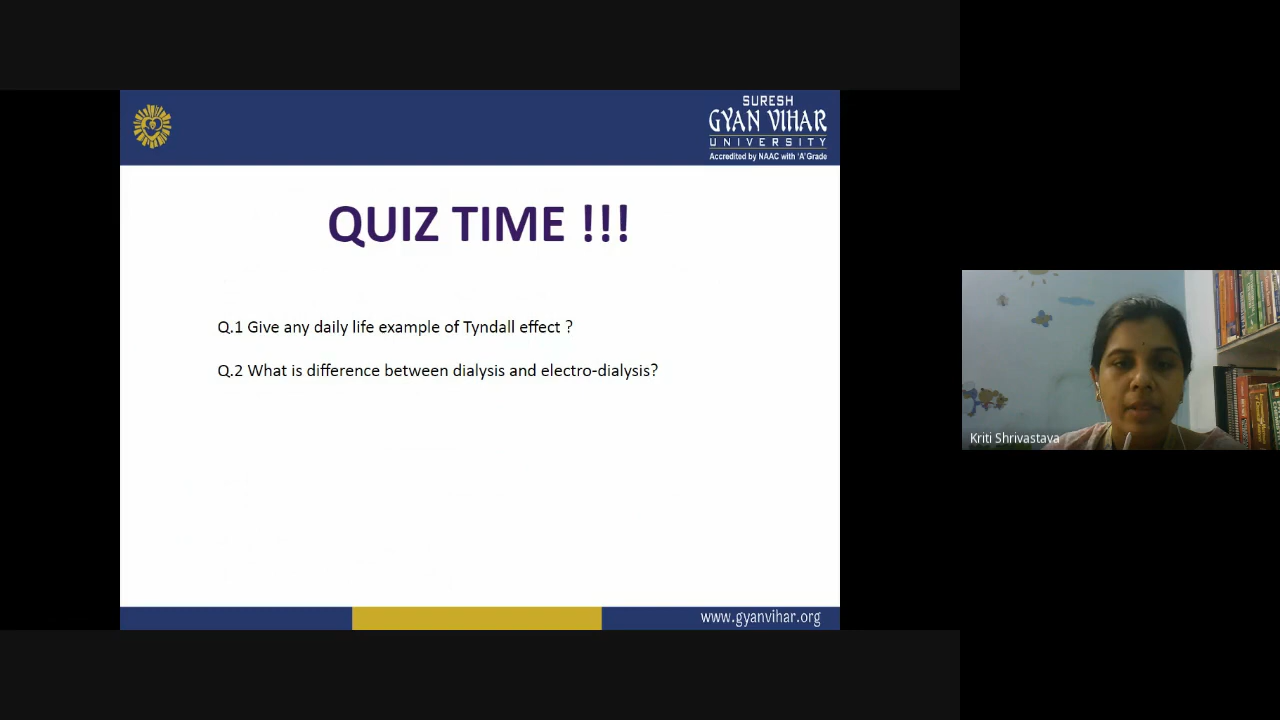 SURESH
GYAN VIHAR
UNIVERSITY
Accredited by NAAC with 'A' Grade
QUIZ TIME !!!
Q.1 Give any daily life example of Tyndall effect ?
Q.2 What is difference between dialysis and electro-dialysis?
Kriti Shrivastava
www.gyanvihar.org